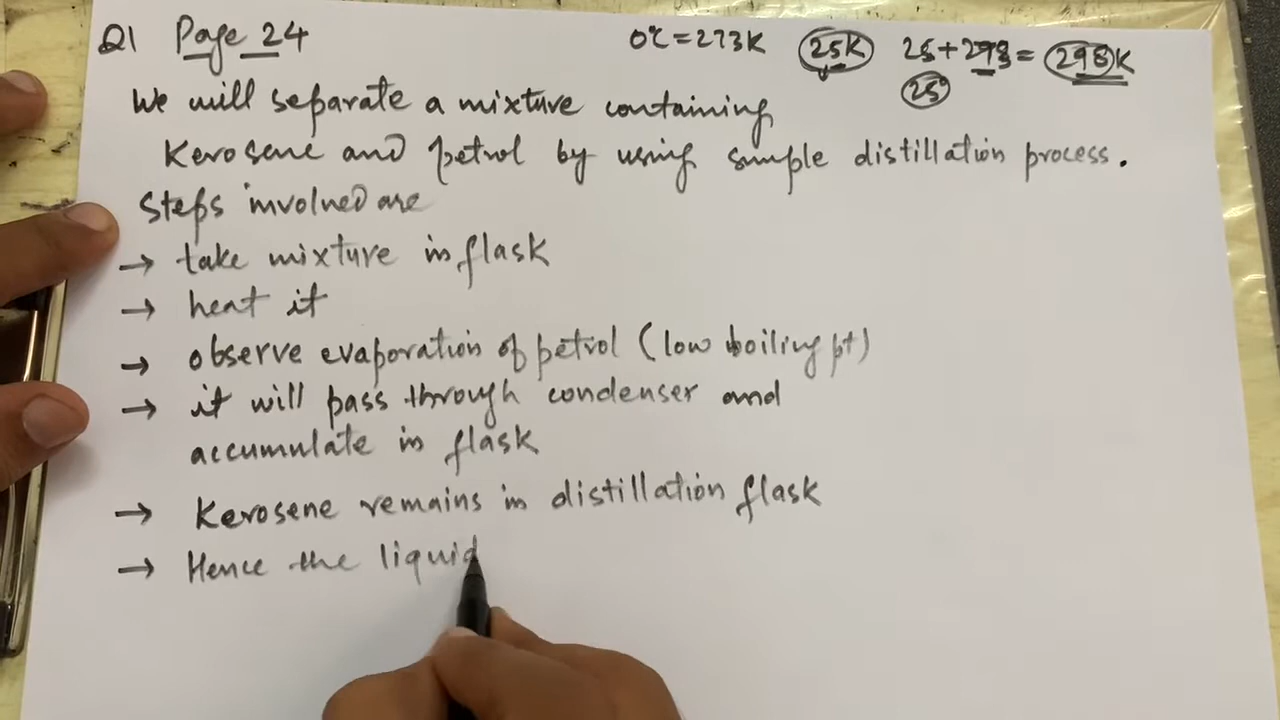 Q1 Page 24
0°C=273K 25K 25+273=298K
25°
We will separate a mixture containing
Kerosene and petrol by using simple distillation process.
Steps involved are
→ take mixture in flask
→ heat it
→ observe evaporation of petrol (low boiling pt)
→ it will pass through condenser and
accumulate in flask
→ Kerosene remains in distillation flask
→ Hence the liquid